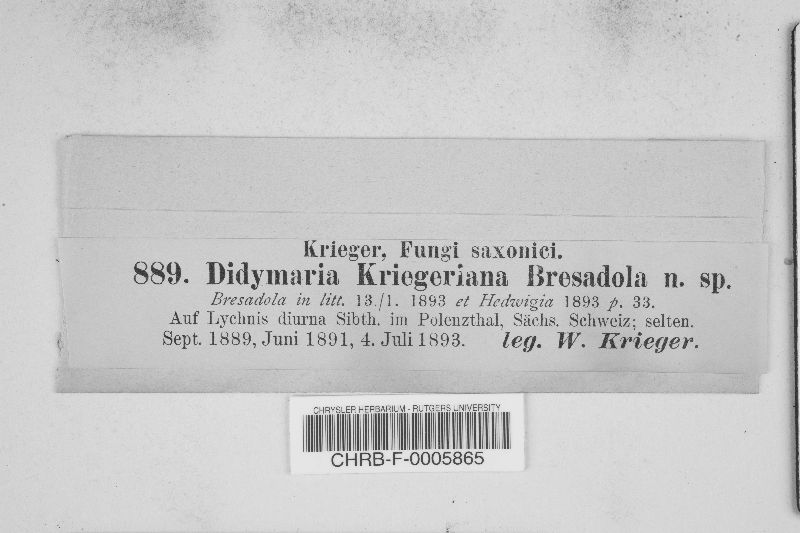 Krieger, Fungi saxonici.
889. Didymaria Kriegeriana Bresadola n. sp.
Bresadola in litt. 13./1. 1893 et Hedwigia 1893 p. 33.
Auf Lychnis diurna Sibth. im Polenzthal, Sächs. Schweiz; selten.
Sept. 1889, Juni 1891, 4. Juli 1893. leg. W. Krieger.
CHRYSLER HERBARIUM - RUTGERS UNIVERSITY
CHRB-F-0005865